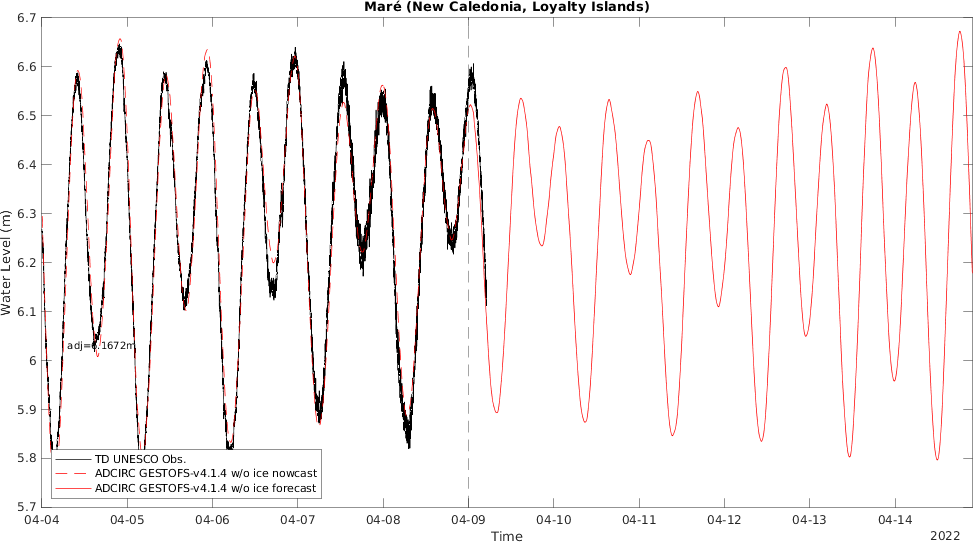 Maré (New Caledonia, Loyalty Islands)
6.7
6.6
6.5
6.4
6.3
6.2
6.1
6
5.9
5.8
5.7
Water Level (m)
adj=6.1672m
TD UNESCO Obs.
ADCIRC GESTOFS-v4.1.4 w/o ice nowcast
ADCIRC GESTOFS-v4.1.4 w/o ice forecast
04-04 04-05 04-06 04-07 04-08 04-09 04-10 04-11 04-12 04-13 04-14
Time
2022